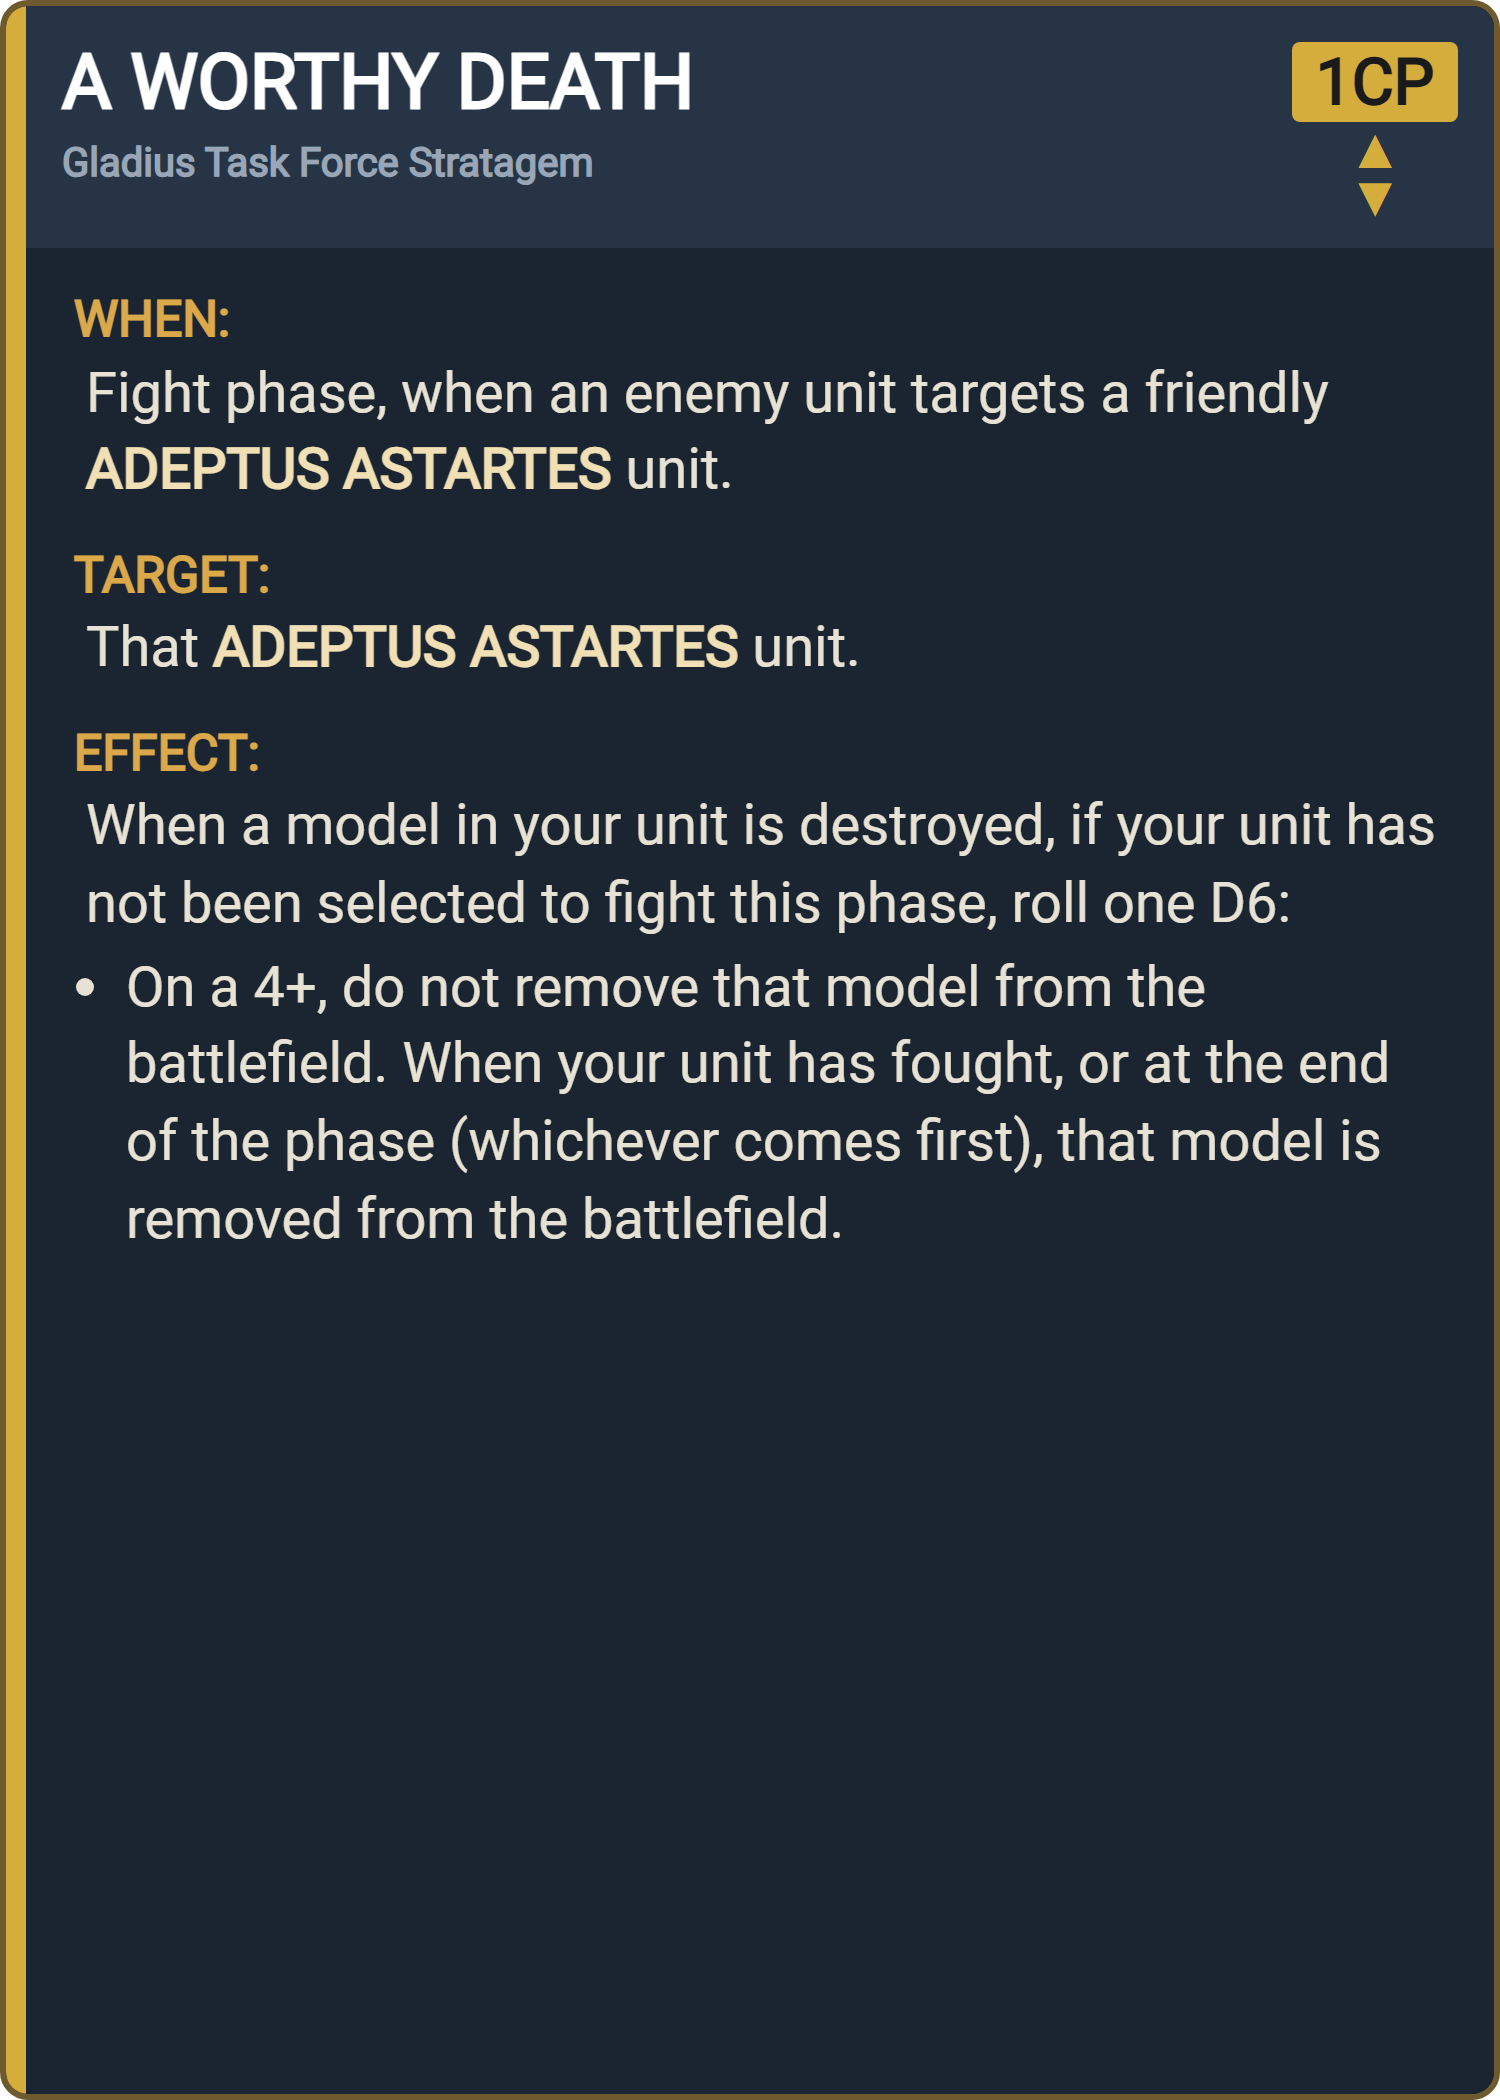 A WORTHY DEATH
1CP
Gladius Task Force Stratagem
WHEN:
Fight phase, when an enemy unit targets a friendly
ADEPTUS ASTARTES unit.
TARGET:
That ADEPTUS ASTARTES unit.
EFFECT:
When a model in your unit is destroyed, if your unit has
not been selected to fight this phase, roll one D6:
• On a 4+, do not remove that model from the
battlefield. When your unit has fought, or at the end
of the phase (whichever comes first), that model is
removed from the battlefield.